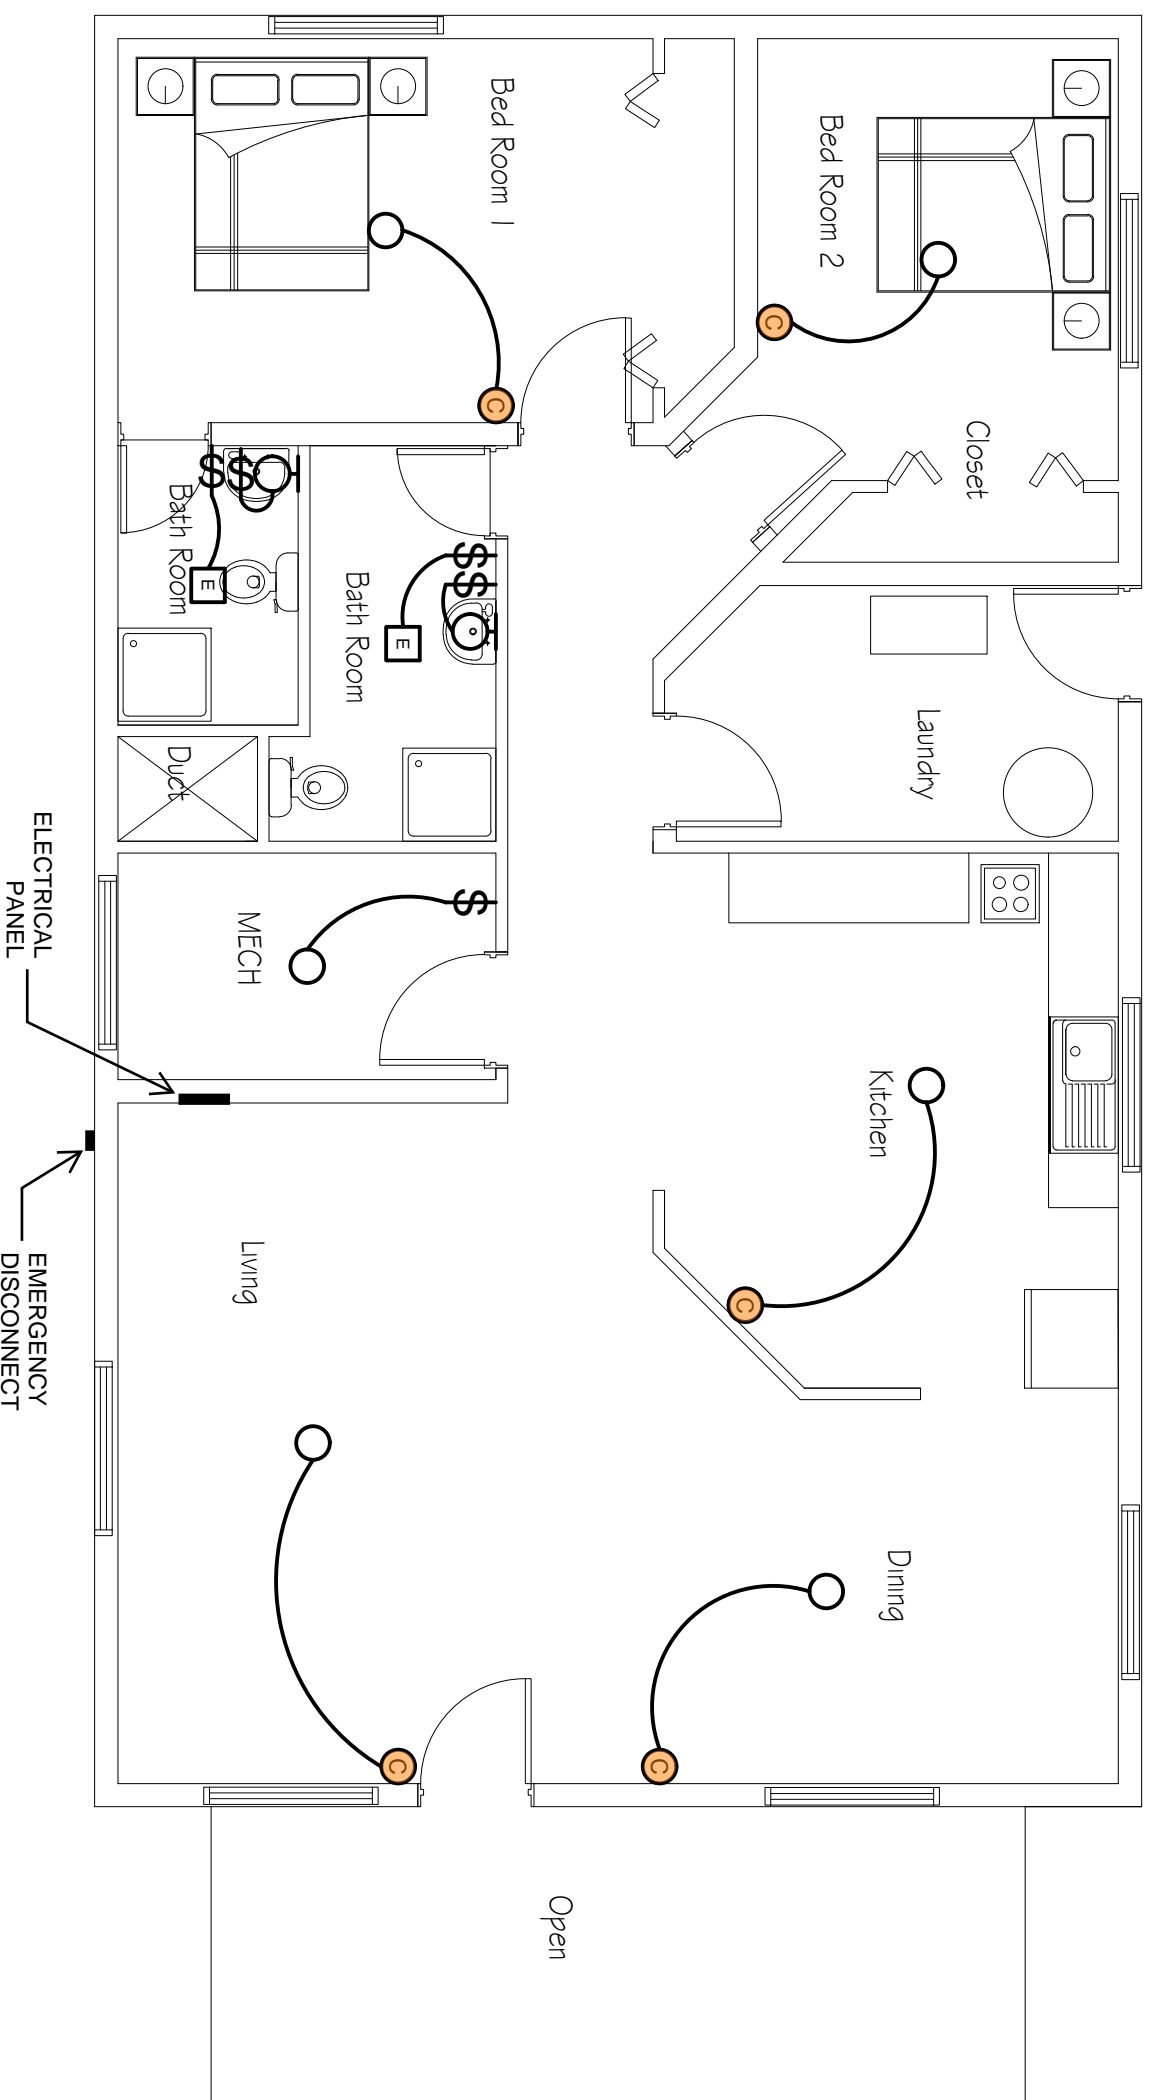 Bed Room 1
Bed Room 2
C
C
Closet
Bath Room
$$
E
Bath Room
$
$
E
Laundry
Duct
MECH
$
ELECTRICAL
PANEL
Kitchen
C
EMERGENCY
DISCONNECT
Living
Dining
C
C
Open